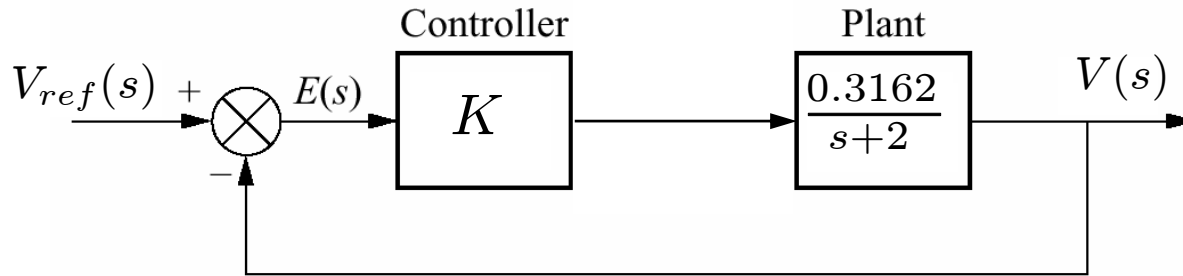 Controller
Plant
V_{ref}(s)
+
E(s)
K
0.3162
s+2
V(s)
−